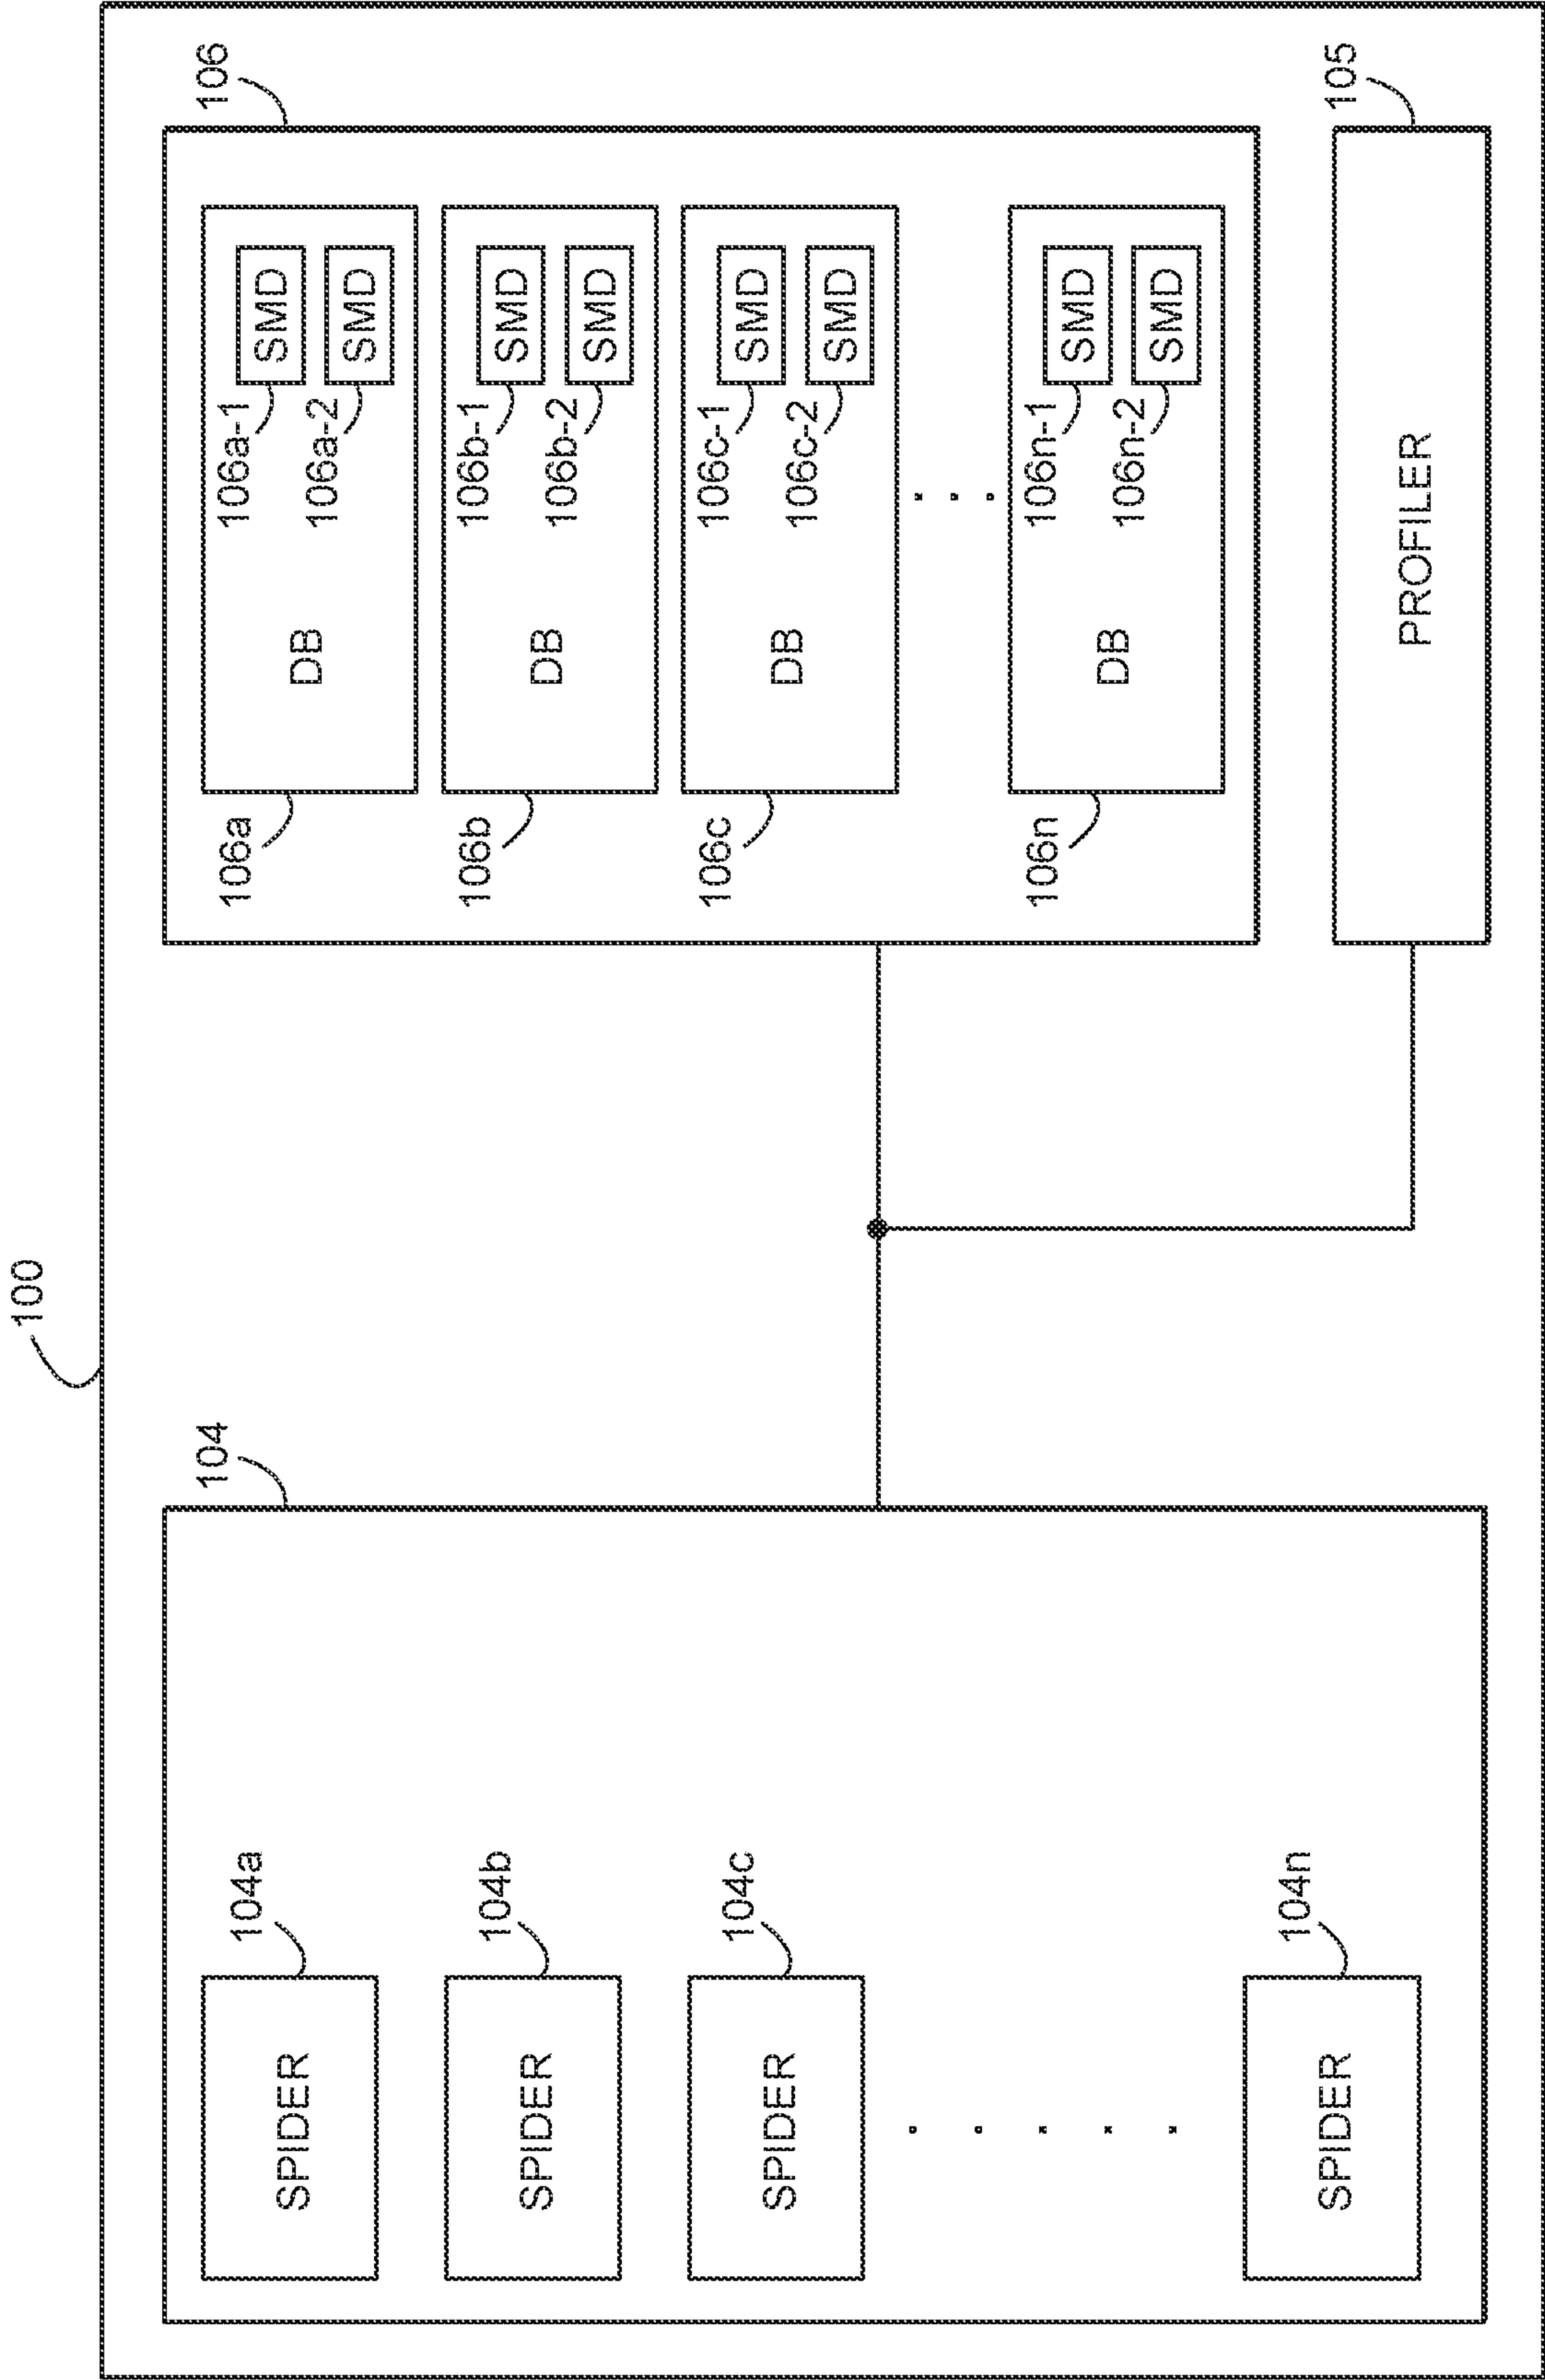 100
104
104a
SPIDER
104b
SPIDER
104c
SPIDER
. . . . .
104n
SPIDER
106
106a
DB
106a-1
SMD
106a-2
SMD
106b
DB
106b-1
SMD
106b-2
SMD
106c
DB
106c-1
SMD
106c-2
SMD
. . .
106n
DB
106n-1
SMD
106n-2
SMD
105
PROFILER